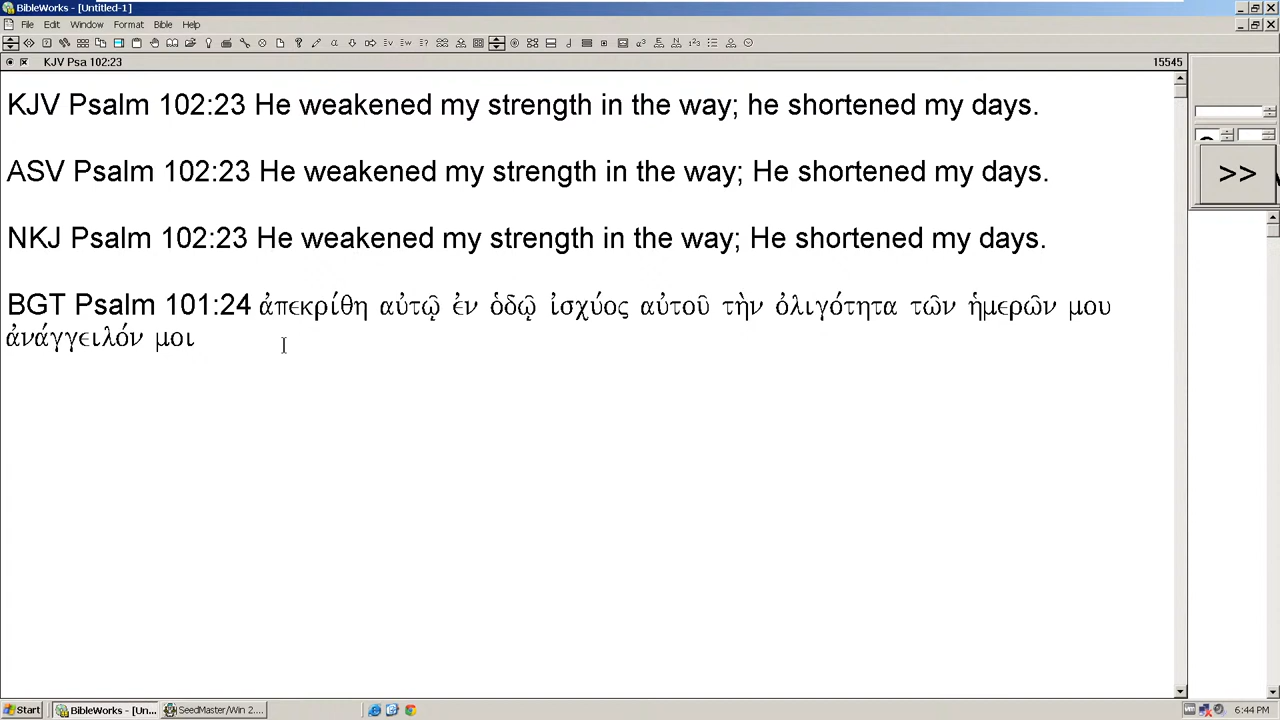 BibleWorks - [Untitled-1]
File Edit Window Format Bible Help
KJV Psa 102:23 15545
KJV Psalm 102:23 He weakened my strength in the way; he shortened my days.
ASV Psalm 102:23 He weakened my strength in the way; He shortened my days.
NKJ Psalm 102:23 He weakened my strength in the way; He shortened my days.
BGT Psalm 101:24 ἀπεκρίθη αὐτῷ ἐν ὁδῷ ἰσχύος αὐτοῦ τὴν ὀλιγότητα τῶν ἡμερῶν μου
ἀνάγγειλόν μοι
>>
Start BibleWorks - [Un... SeedMaster/Win 2.... 6:44 PM